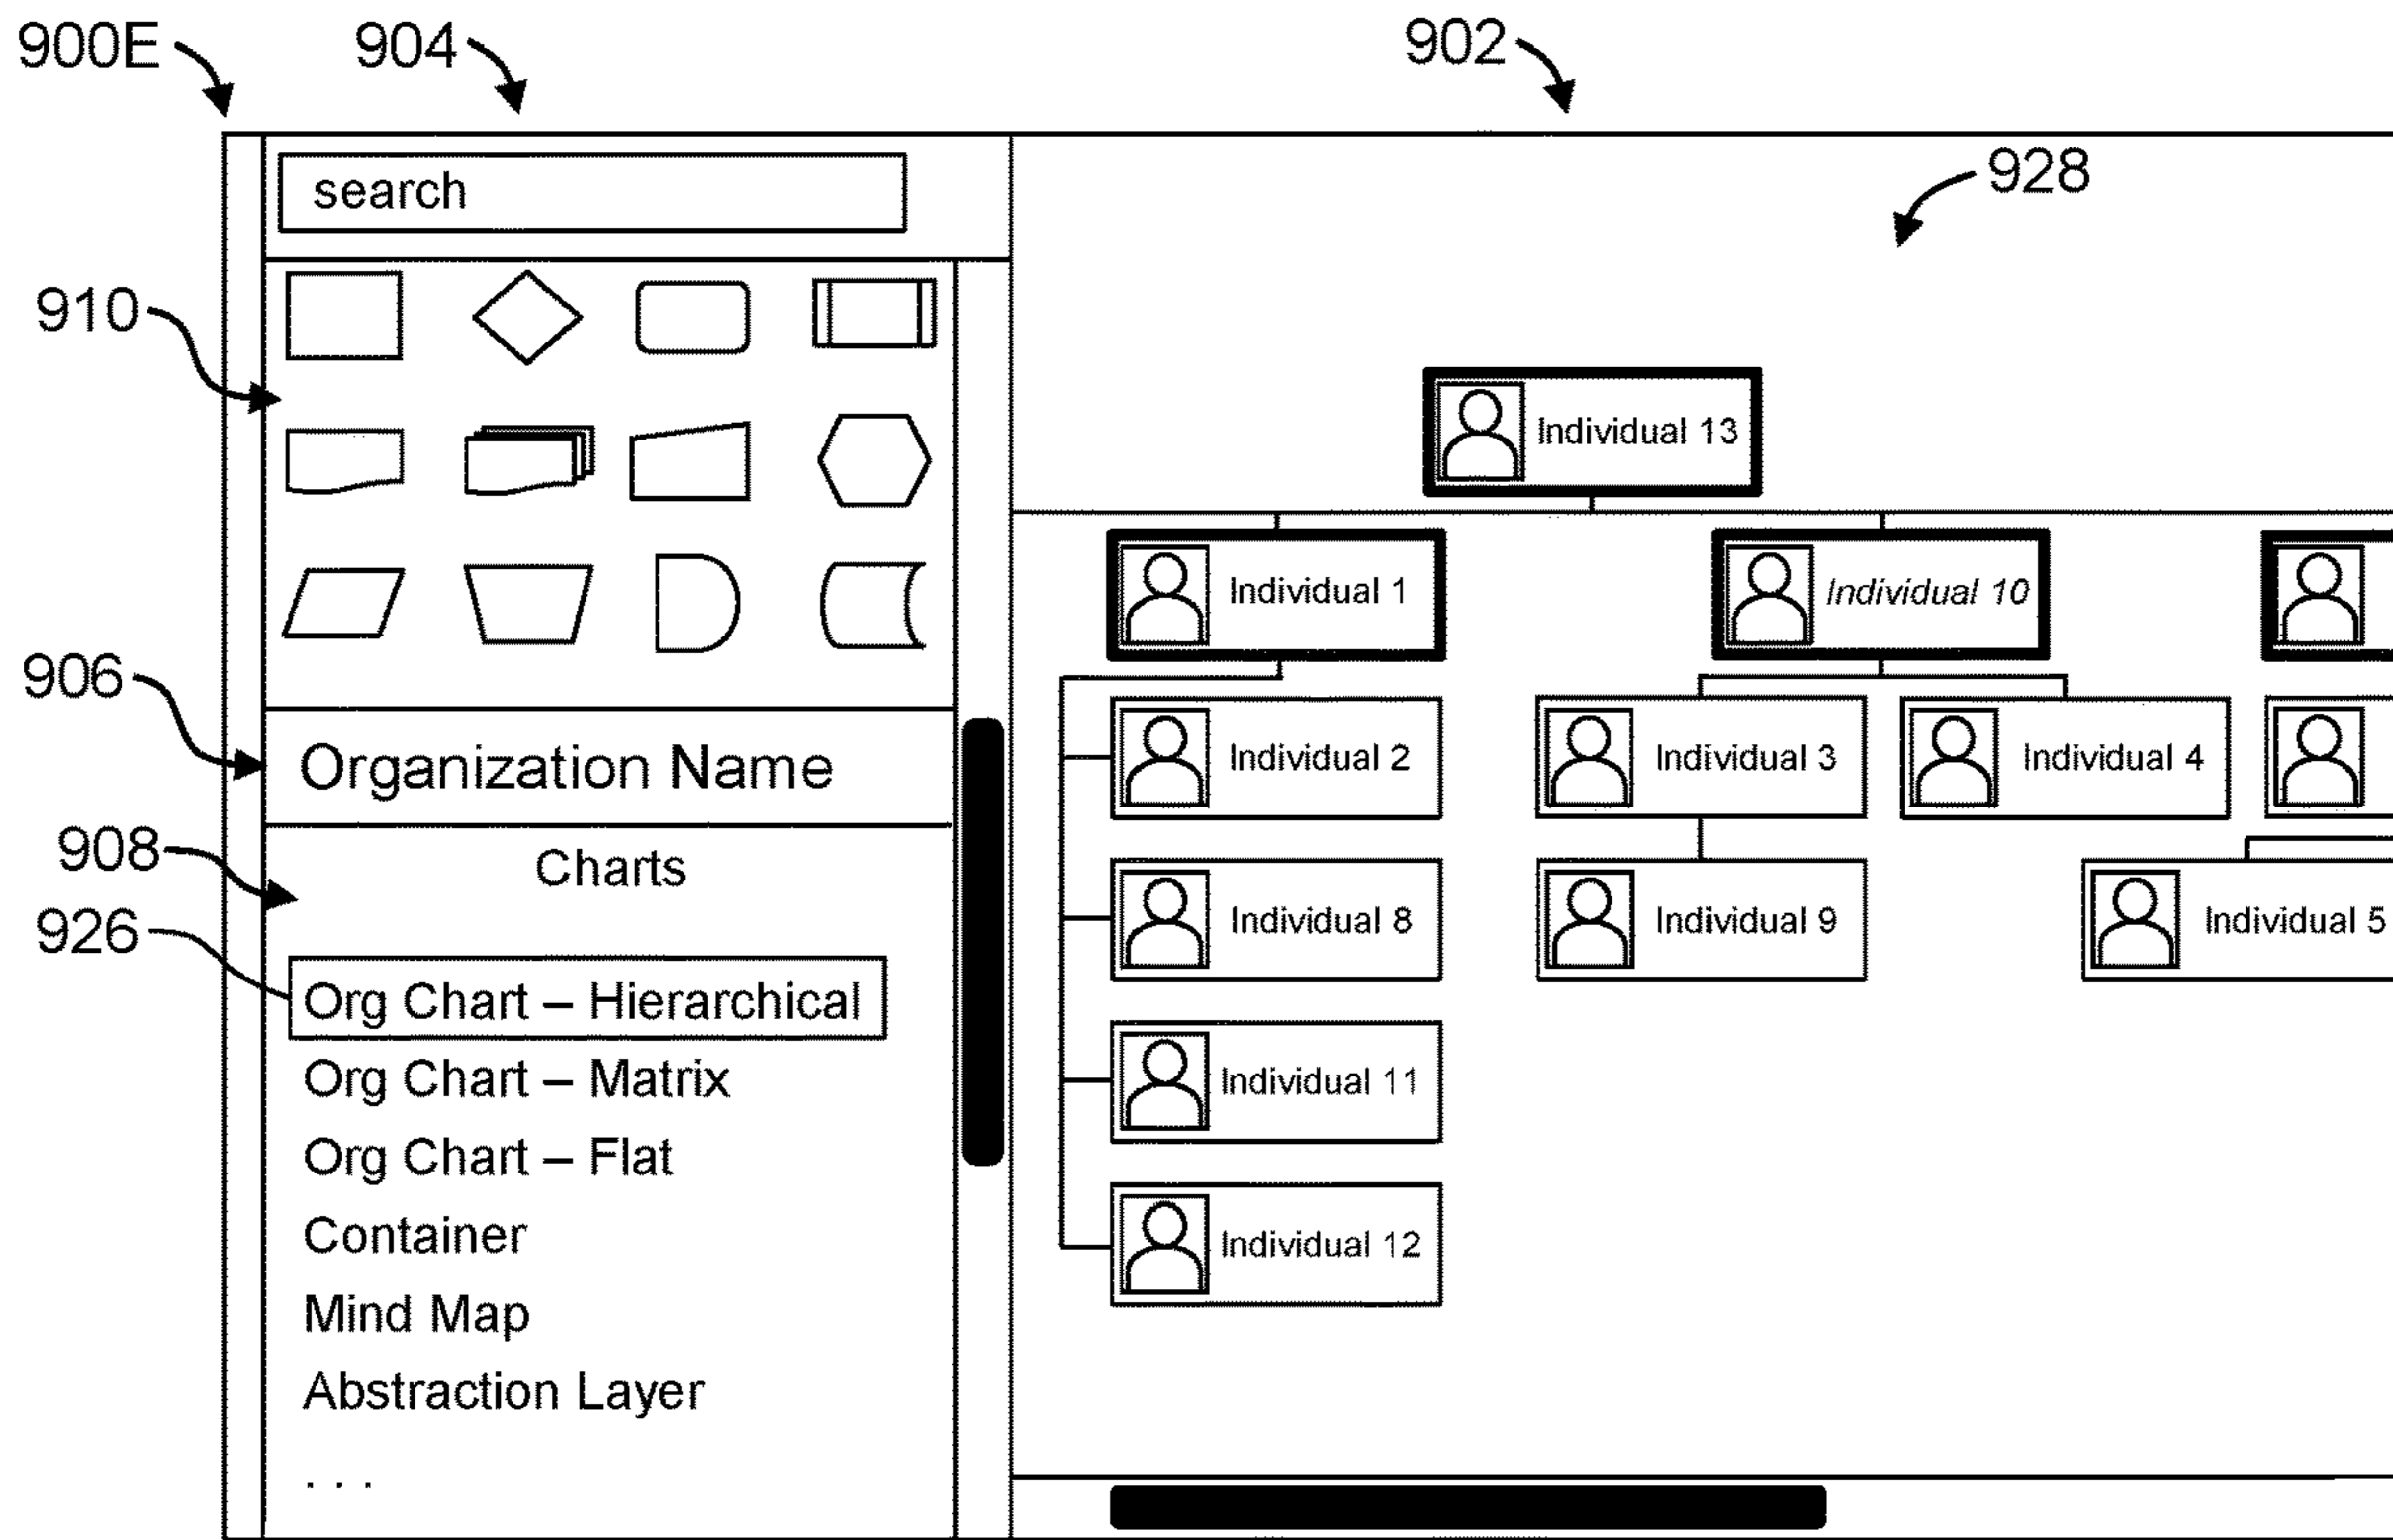 900E
904
902
search
928
910
Individual 13
Individual 1
Individual 10
906
Organization Name
Individual 2
Individual 3
Individual 4
908
Charts
926
Individual 8
Individual 9
Individual 5
Org Chart – Hierarchical
Org Chart – Matrix
Individual 11
Org Chart – Flat
Container
Individual 12
Mind Map
Abstraction Layer
. . .